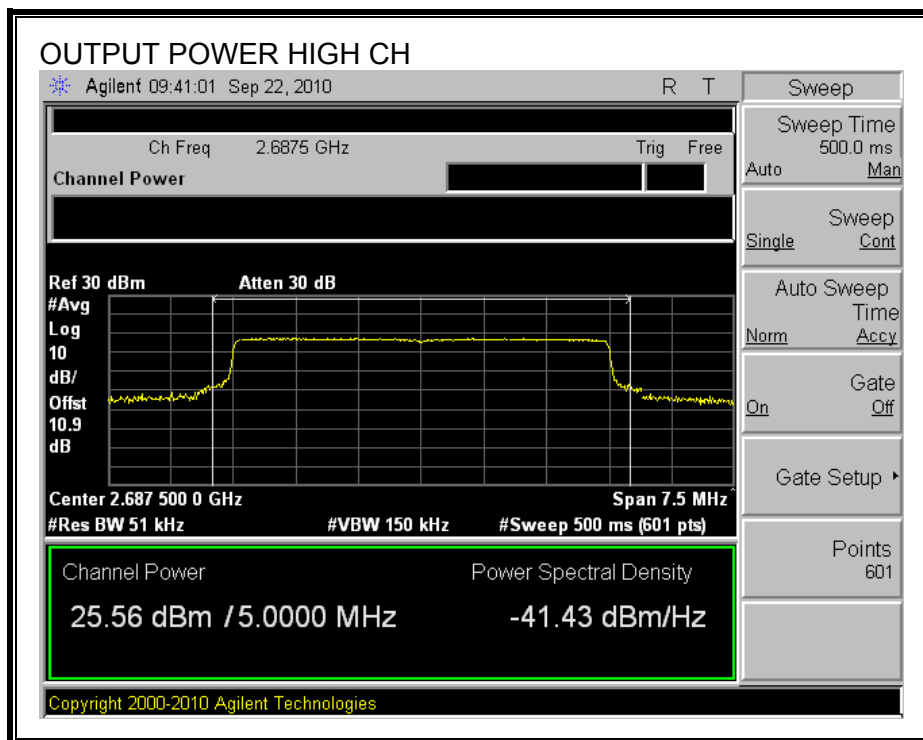 OUTPUT POWER HIGH CH
Agilent 09:41:01 Sep 22, 2010 R T
Ch Freq 2.6875 GHz Trig Free
Channel Power
Ref 30 dBm Atten 30 dB
#Avg
Log
10
dB/
Offst
10.9
dB
Center 2.687 500 0 GHz Span 7.5 MHz
#Res BW 51 kHz #VBW 150 kHz #Sweep 500 ms (601 pts)
Channel Power Power Spectral Density
25.56 dBm / 5.0000 MHz -41.43 dBm/Hz
Copyright 2000-2010 Agilent Technologies
Sweep
Sweep Time
500.0 ms
Auto Man
Sweep
Single Cont
Auto Sweep
Time
Norm Accy
Gate
On Off
Gate Setup
Points
601